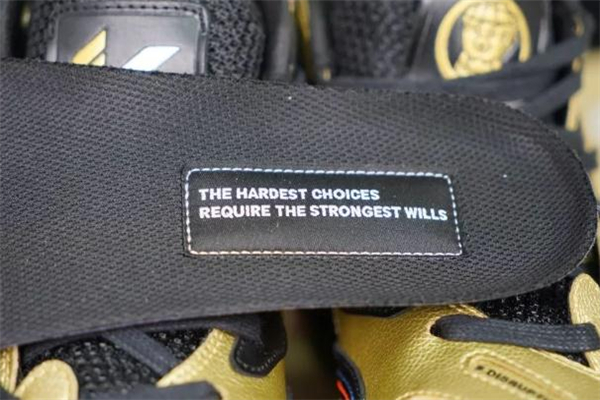 THE HARDEST CHOICES
REQUIRE THE STRONGEST WILLS